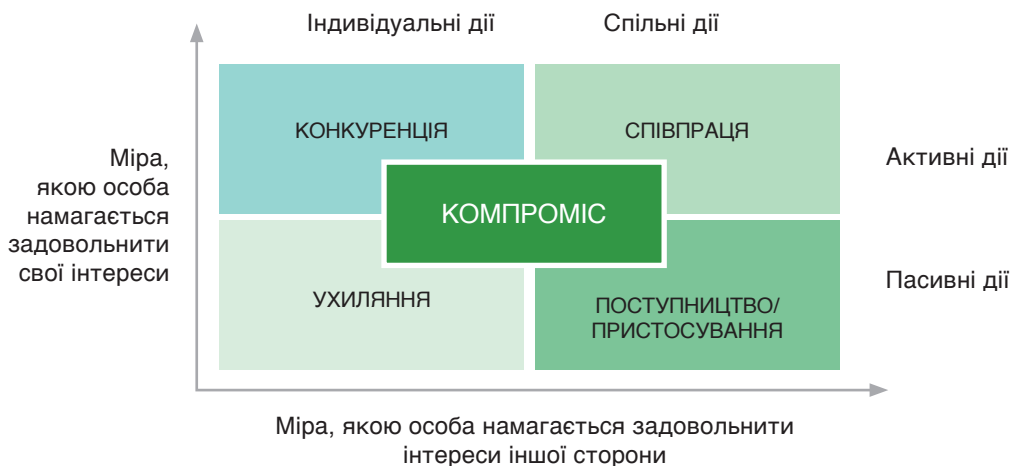 Індивідуальні дії
Спільні дії
КОНКУРЕНЦІЯ
СПІВПРАЦЯ
Міра,
якою особа
намагається
задовольнити
свої інтереси
Активні дії
КОМПРОМІС
Пасивні дії
УХИЛЯННЯ
ПОСТУПНИЦТВО/
ПРИСТОСУВАННЯ
Міра, якою особа намагається задовольнити
інтереси іншої сторони